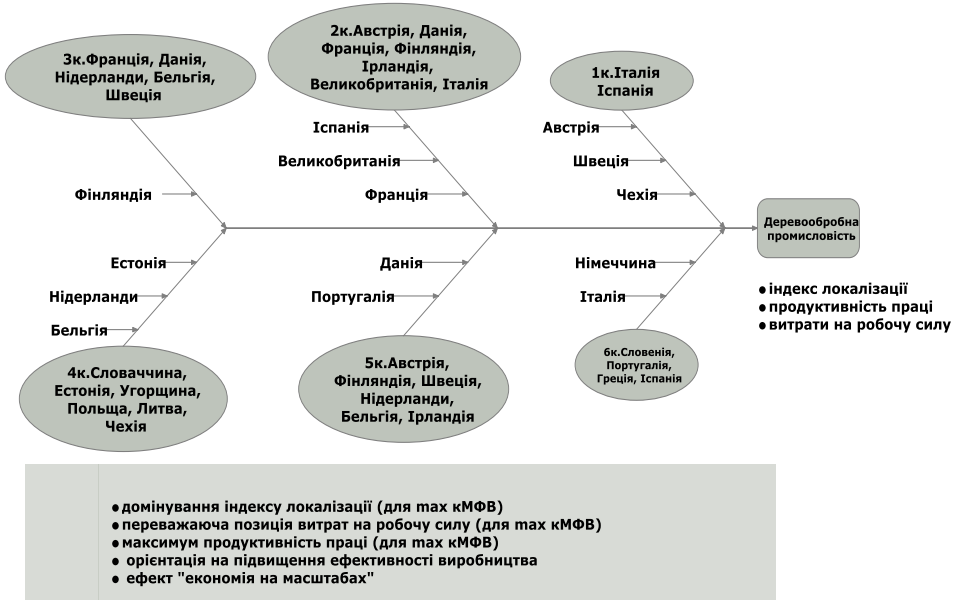 3к.Франція, Данія,
Нідерланди, Бельгія,
Швеція
2к.Австрія, Данія,
Франція, Фінляндія,
Ірландія,
Великобританія, Італія
1к.Італія
Іспанія
Фінляндія
Іспанія
Великобританія
Франція
Австрія
Швеція
Чехія
Деревообробна
промисловість
Естонія
Нідерланди
Бельгія
Данія
Португалія
Німеччина
Італія
•індекс локалізації
•продуктивність праці
•витрати на робочу силу
4к.Словаччина,
Естонія, Угорщина,
Польща, Литва,
Чехія
5к.Австрія,
Фінляндія, Швеція,
Нідерланди,
Бельгія, Ірландія
6к.Словенія,
Португалія,
Греція, Іспанія
•домінування індексу локалізації (для max кМФВ)
•переважаюча позиція витрат на робочу силу (для max кМФВ)
•максимум продуктивність праці (для max кМФВ)
• орієнтація на підвищення ефективності виробництва
• ефект "економія на масштабах"